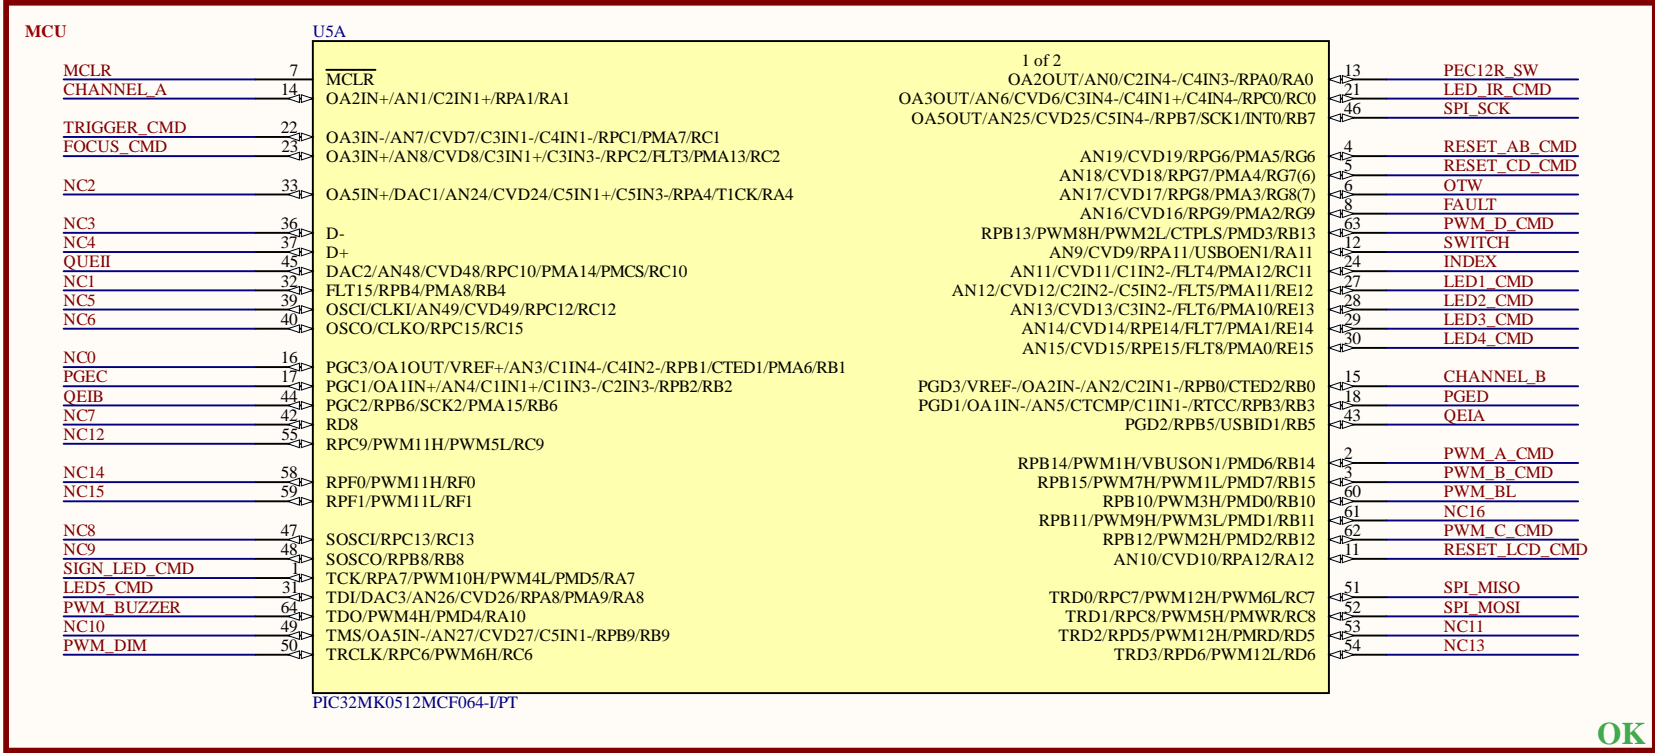 MCU
U5A
1 of 2
MCLR 7 MCLR
CHANNEL_A 14 OA2IN+/AN1/C2IN1+/RPA1/RA1
TRIGGER_CMD 22 OA3IN-/AN7/CVD7/C3IN1-/C4IN1-/RPC1/PMA7/RC1
FOCUS_CMD 23 OA3IN+/AN8/CVD8/C3IN1+/C3IN3-/RPC2/FLT3/PMA13/RC2
NC2 33 OA5IN+/DAC1/AN24/CVD24/C5IN1+/C5IN3-/RPA4/T1CK/RA4
NC3 36 D-
NC4 37 D+
QUEII 45 DAC2/AN48/CVD48/RPC10/PMA14/PMCS/RC10
NC1 32 FLT15/RPB4/PMA8/RB4
NC5 39 OSCI/CLKI/AN49/CVD49/RPC12/RC12
NC6 40 OSCO/CLKO/RPC15/RC15
NC0 16 PGC3/OA1OUT/VREF+/AN3/C1IN4-/C4IN2-/RPB1/CTED1/PMA6/RB1
PGEC 17 PGC1/OA1IN+/AN4/C1IN1+/C1IN3-/C2IN3-/RPB2/RB2
QEIB 44 PGC2/RPB6/SCK2/PMA15/RB6
NC7 42 RD8
NC12 55 RPC9/PWM11H/PWM5L/RC9
NC14 58 RPF0/PWM11H/RF0
NC15 59 RPF1/PWM11L/RF1
NC8 47 SOSCI/RPC13/RC13
NC9 48 SOSCO/RPB8/RB8
SIGN_LED_CMD 1 TCK/RPA7/PWM10H/PWM4L/PMD5/RA7
LED5_CMD 31 TDI/DAC3/AN26/CVD26/RPA8/PMA9/RA8
PWM_BUZZER 64 TDO/PWM4H/PMD4/RA10
NC10 49 TMS/OA5IN-/AN27/CVD27/C5IN1-/RPB9/RB9
PWM_DIM 50 TRCLK/RPC6/PWM6H/RC6
OA2OUT/AN0/C2IN4-/C4IN3-/RPA0/RA0 13 PEC12R_SW
OA3OUT/AN6/CVD6/C3IN4-/C4IN1+/C4IN4-/RPC0/RC0 21 LED_IR_CMD
OA5OUT/AN25/CVD25/C5IN4-/RPB7/SCK1/INT0/RB7 46 SPI_SCK
AN19/CVD19/RPG6/PMA5/RG6 4 RESET_AB_CMD
AN18/CVD18/RPG7/PMA4/RG7(6) 5 RESET_CD_CMD
AN17/CVD17/RPG8/PMA3/RG8(7) 6 OTW
AN16/CVD16/RPG9/PMA2/RG9 8 FAULT
RPB13/PWM8H/PWM2L/CTPLS/PMD3/RB13 63 PWM_D_CMD
AN9/CVD9/RPA11/USBOEN1/RA11 12 SWITCH
AN11/CVD11/C1IN2-/FLT4/PMA12/RC11 24 INDEX
AN12/CVD12/C2IN2-/C5IN2-/FLT5/PMA11/RE12 27 LED1_CMD
AN13/CVD13/C3IN2-/FLT6/PMA10/RE13 28 LED2_CMD
AN14/CVD14/RPE14/FLT7/PMA1/RE14 29 LED3_CMD
AN15/CVD15/RPE15/FLT8/PMA0/RE15 30 LED4_CMD
PGD3/VREF-/OA2IN-/AN2/C2IN1-/RPB0/CTED2/RB0 15 CHANNEL_B
PGD1/OA1IN-/AN5/CTCMP/C1IN1-/RTCC/RPB3/RB3 18 PGED
PGD2/RPB5/USBID1/RB5 43 QEIA
RPB14/PWM1H/VBUSON1/PMD6/RB14 2 PWM_A_CMD
RPB15/PWM7H/PWM1L/PMD7/RB15 3 PWM_B_CMD
RPB10/PWM3H/PMD0/RB10 60 PWM_BL
RPB11/PWM9H/PWM3L/PMD1/RB11 61 NC16
RPB12/PWM2H/PMD2/RB12 62 PWM_C_CMD
AN10/CVD10/RPA12/RA12 11 RESET_LCD_CMD
TRD0/RPC7/PWM12H/PWM6L/RC7 51 SPI_MISO
TRD1/RPC8/PWM5H/PMWR/RC8 52 SPI_MOSI
TRD2/RPD5/PWM12H/PMRD/RD5 53 NC11
TRD3/RPD6/PWM12L/RD6 54 NC13
PIC32MK0512MCF064-I/PT
OK